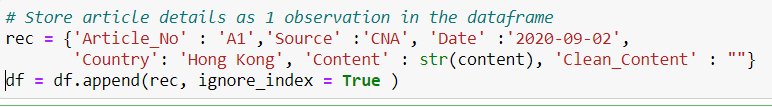 # Store article details as 1 observation in the dataframe
rec = {'Article_No' : 'A1','Source' :'CNA', 'Date' :'2020-09-02',
'Country': 'Hong Kong', 'Content' : str(content), 'Clean_Content' : ""}
df = df.append(rec, ignore_index = True )